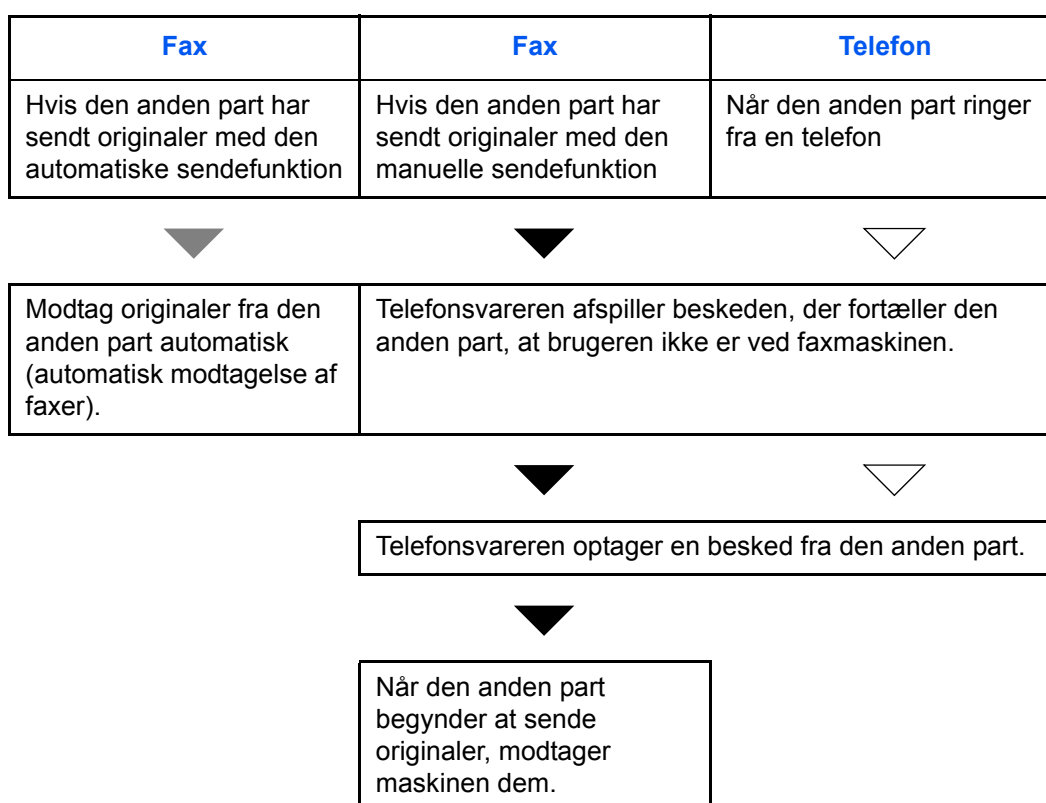 Fax
Fax
Telefon
Hvis den anden part har
sendt originaler med den
automatiske sendefunktion
Hvis den anden part har
sendt originaler med den
manuelle sendefunktion
Når den anden part ringer
fra en telefon
Modtag originaler fra den
anden part automatisk
(automatisk modtagelse af
faxer).
Telefonsvareren afspiller beskeden, der fortæller den
anden part, at brugeren ikke er ved faxmaskinen.
Telefonsvareren optager en besked fra den anden part.
Når den anden part
begynder at sende
originaler, modtager
maskinen dem.